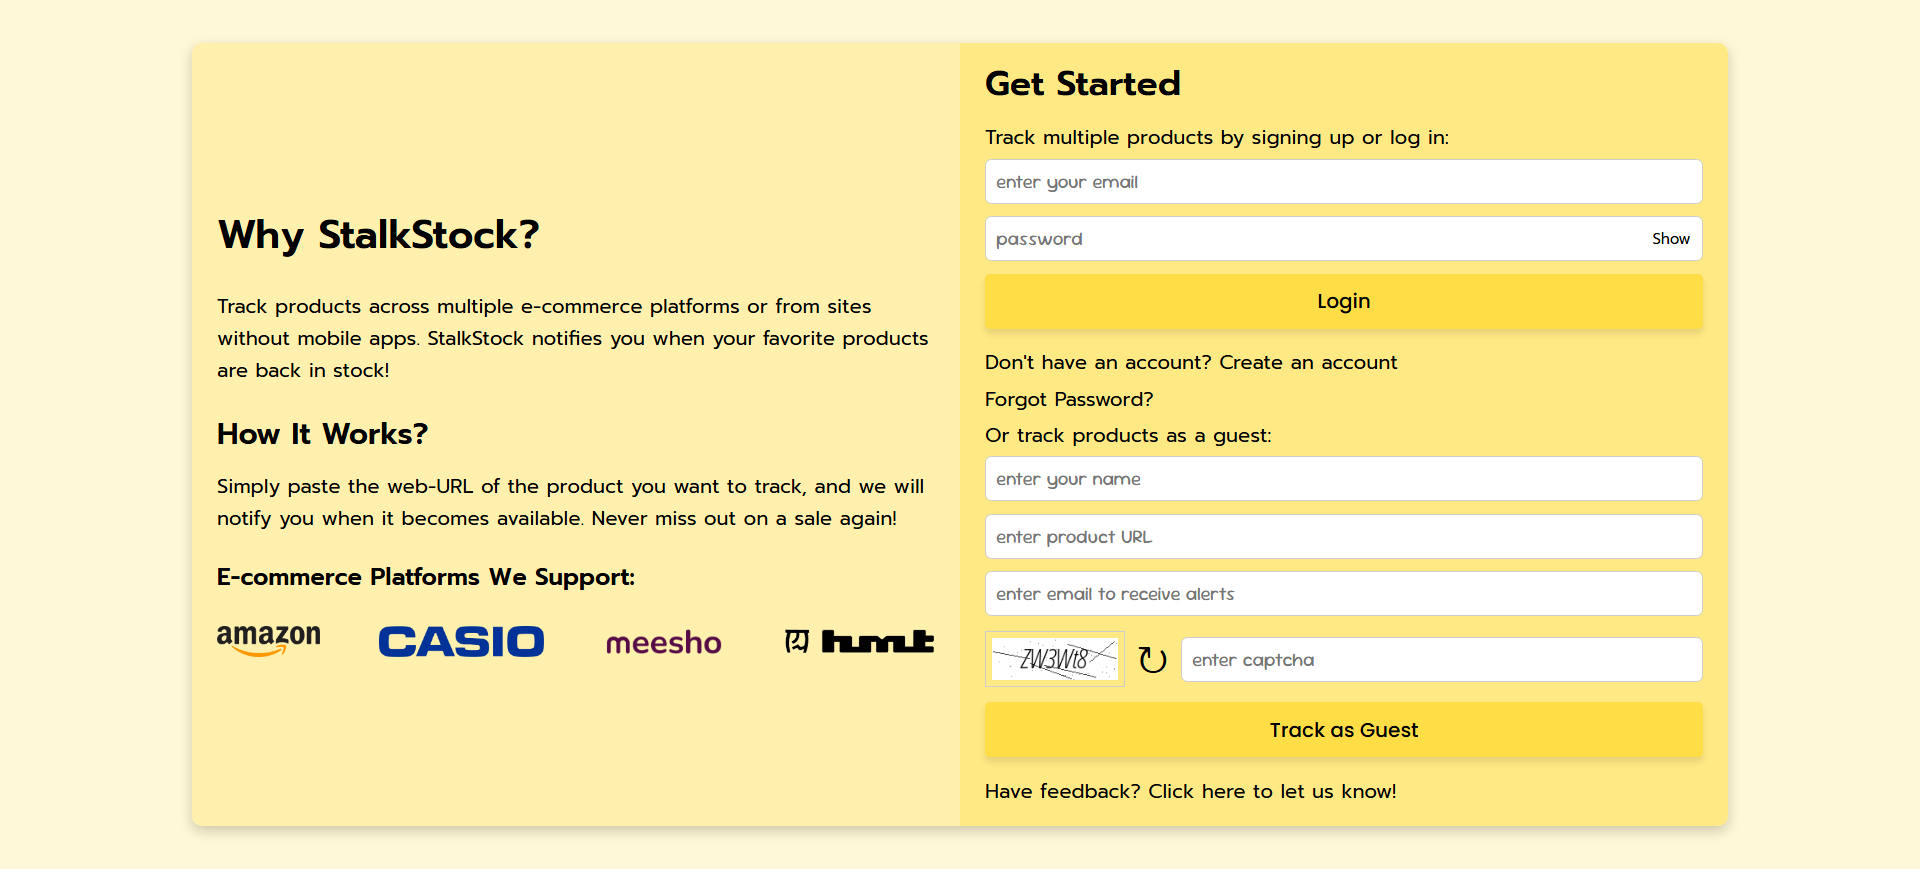 Why StalkStock?
Track products across multiple e-commerce platforms or from sites
without mobile apps. StalkStock notifies you when your favorite products
are back in stock!
How It Works?
Simply paste the web-URL of the product you want to track, and we will
notify you when it becomes available. Never miss out on a sale again!
E-commerce Platforms We Support:
amazon CASIO meesho hmt
Get Started
Track multiple products by signing up or log in:
enter your email
password Show
Login
Don't have an account? Create an account
Forgot Password?
Or track products as a guest:
enter your name
enter product URL
enter email to receive alerts
ZW3Wt8 enter captcha
Track as Guest
Have feedback? Click here to let us know!